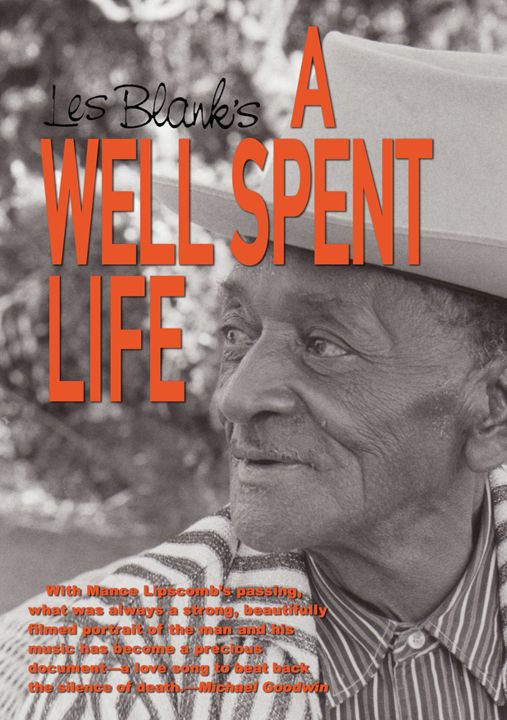 Les Blank's
A
WELL SPENT
LIFE
With Mance Lipscomb's passing,
what was always a strong, beautifully
filmed portrait of the man and his
music has become a precious
document—a love song to beat back
the silence of death.—Michael Goodwin